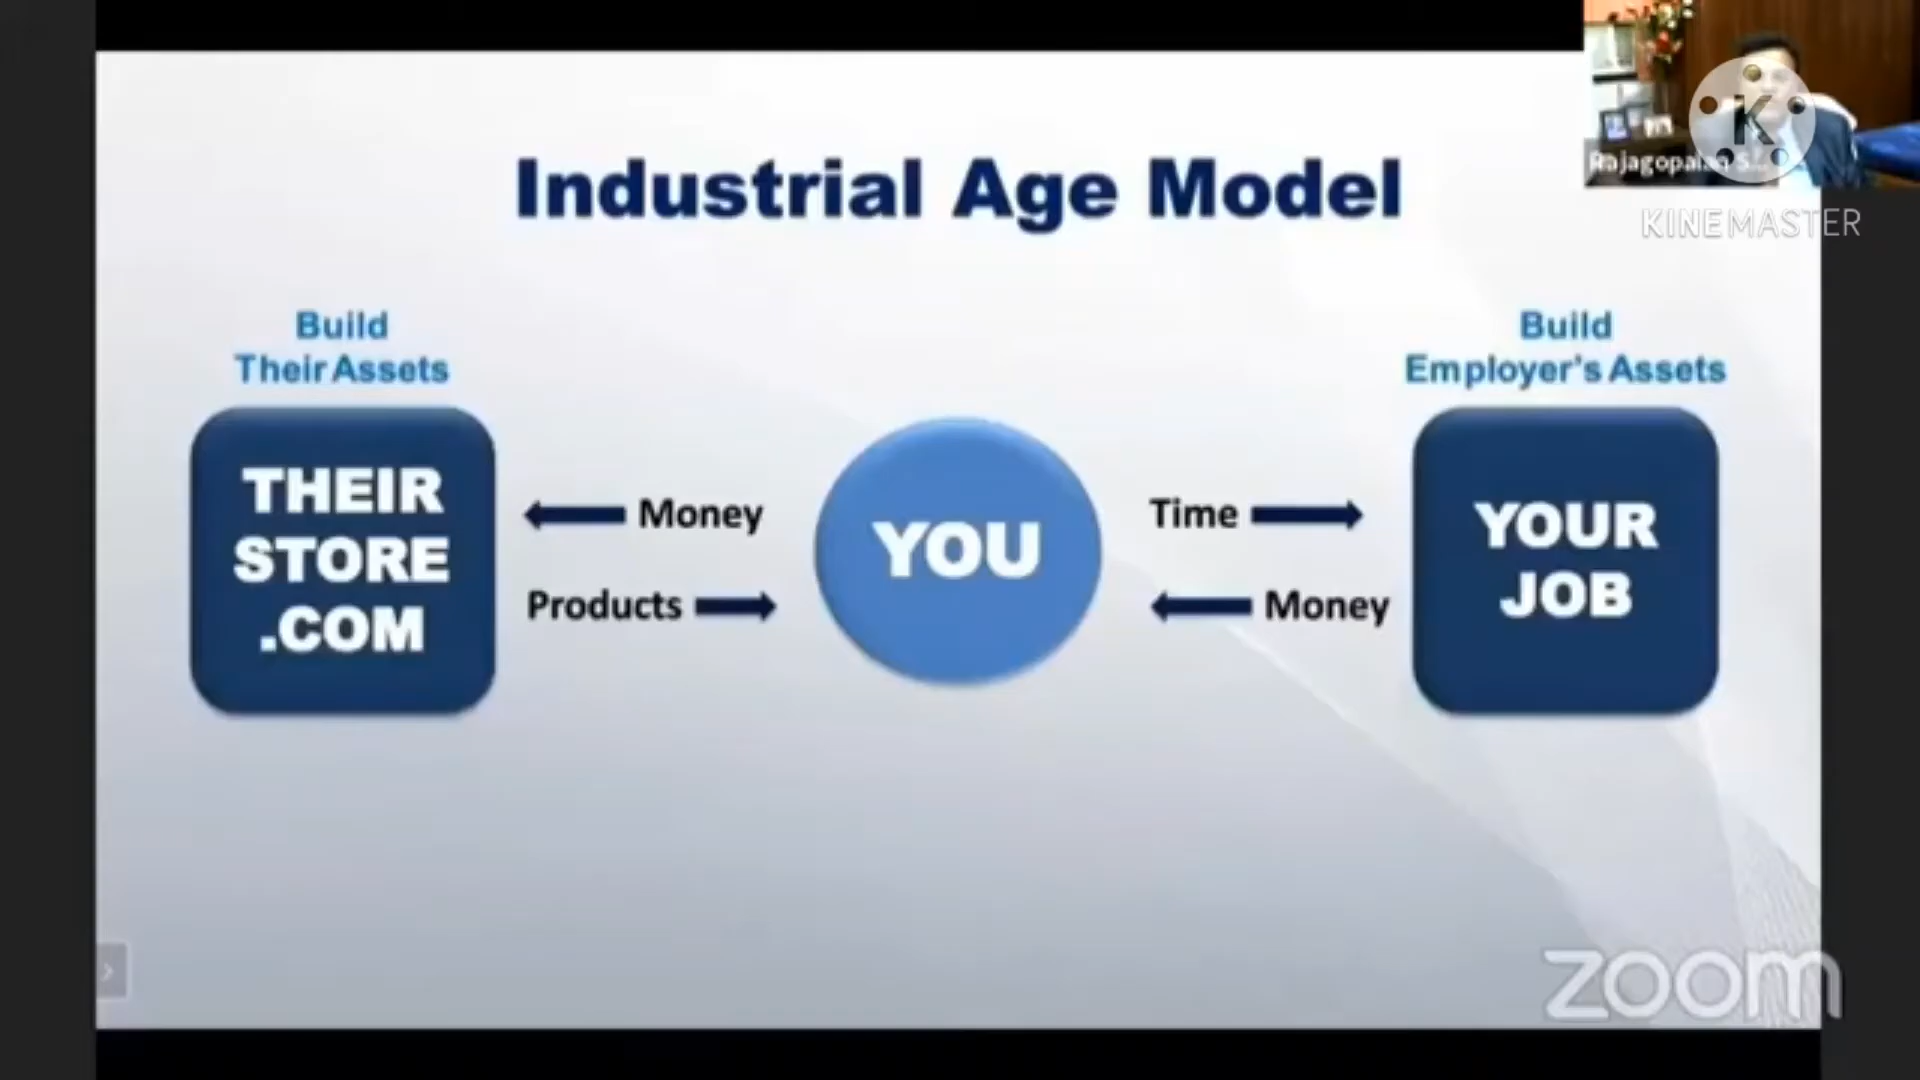 Industrial Age Model
KINEMASTER
Build
Their Assets
Build
Employer's Assets
THEIR
STORE
.COM
Money
Products
YOU
Time
Money
YOUR
JOB
zoom
K